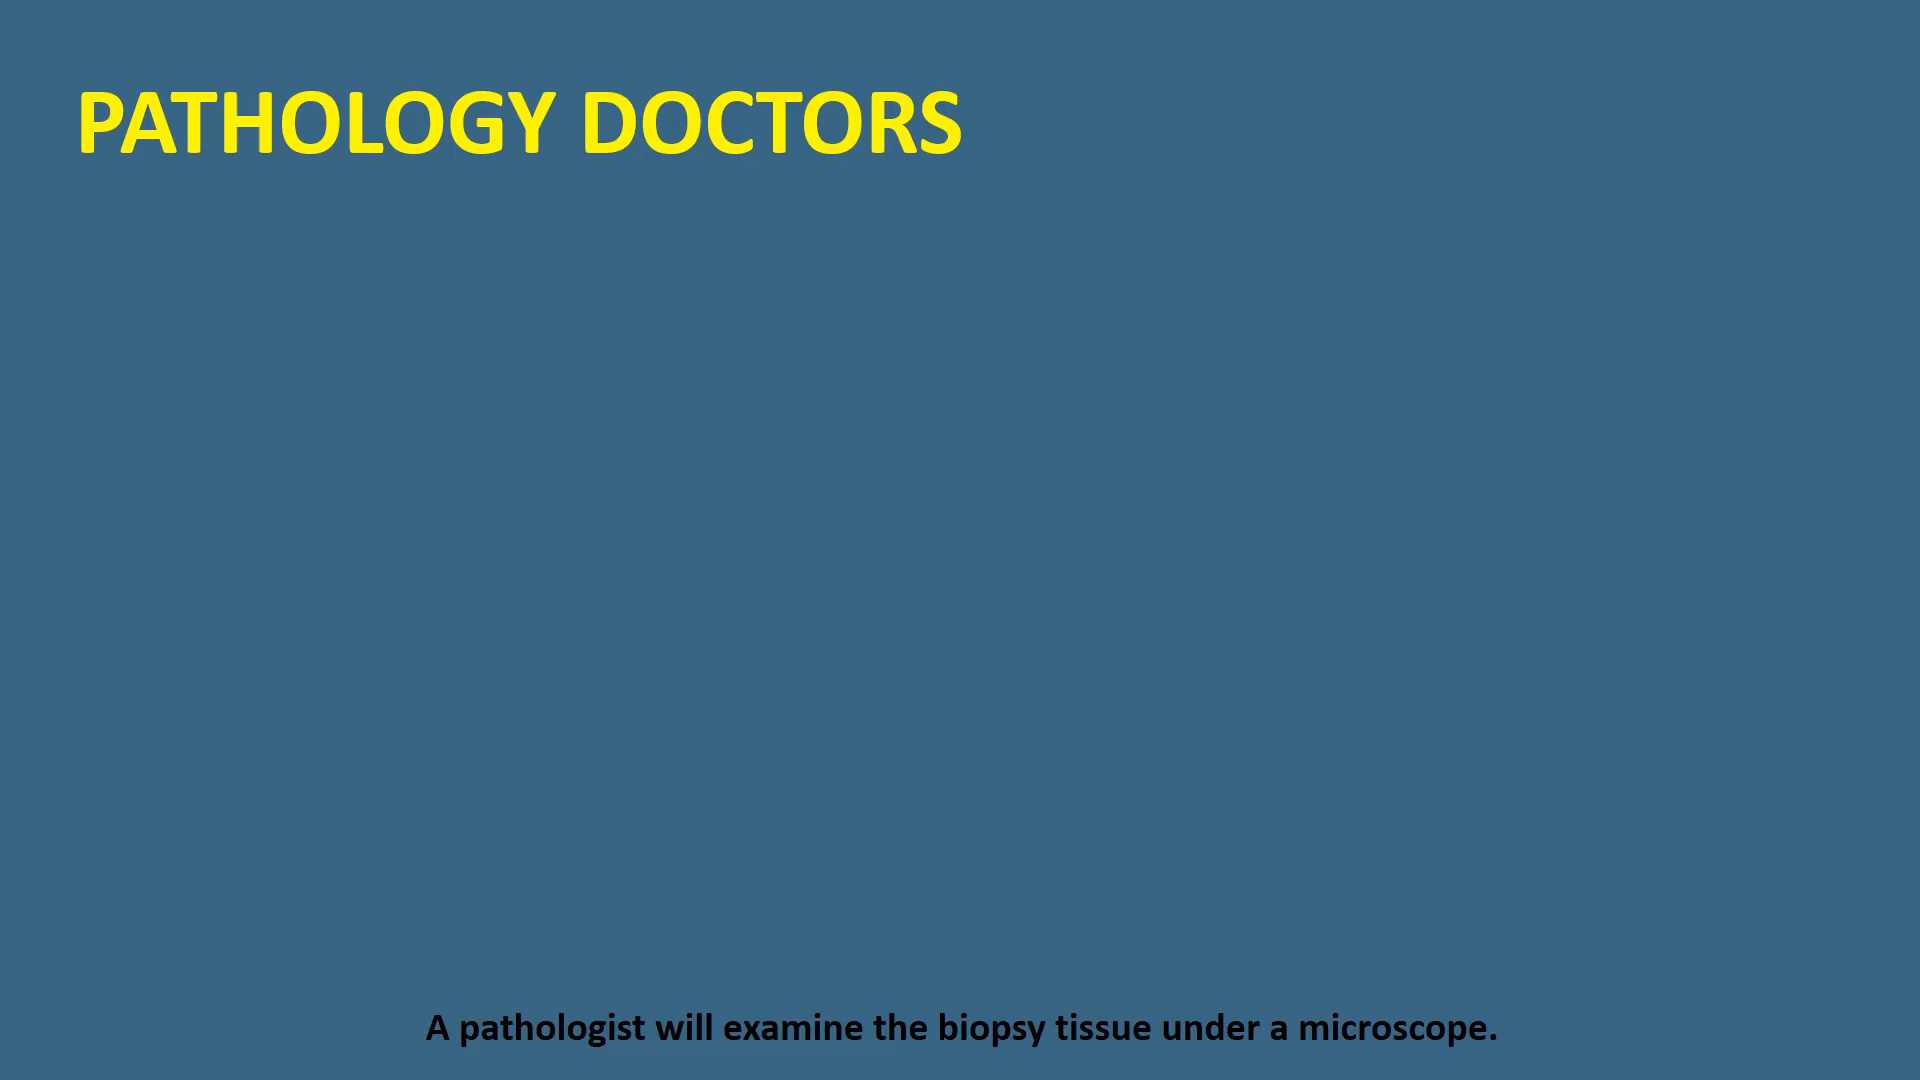 PATHOLOGY DOCTORS
A pathologist will examine the biopsy tissue under a microscope.